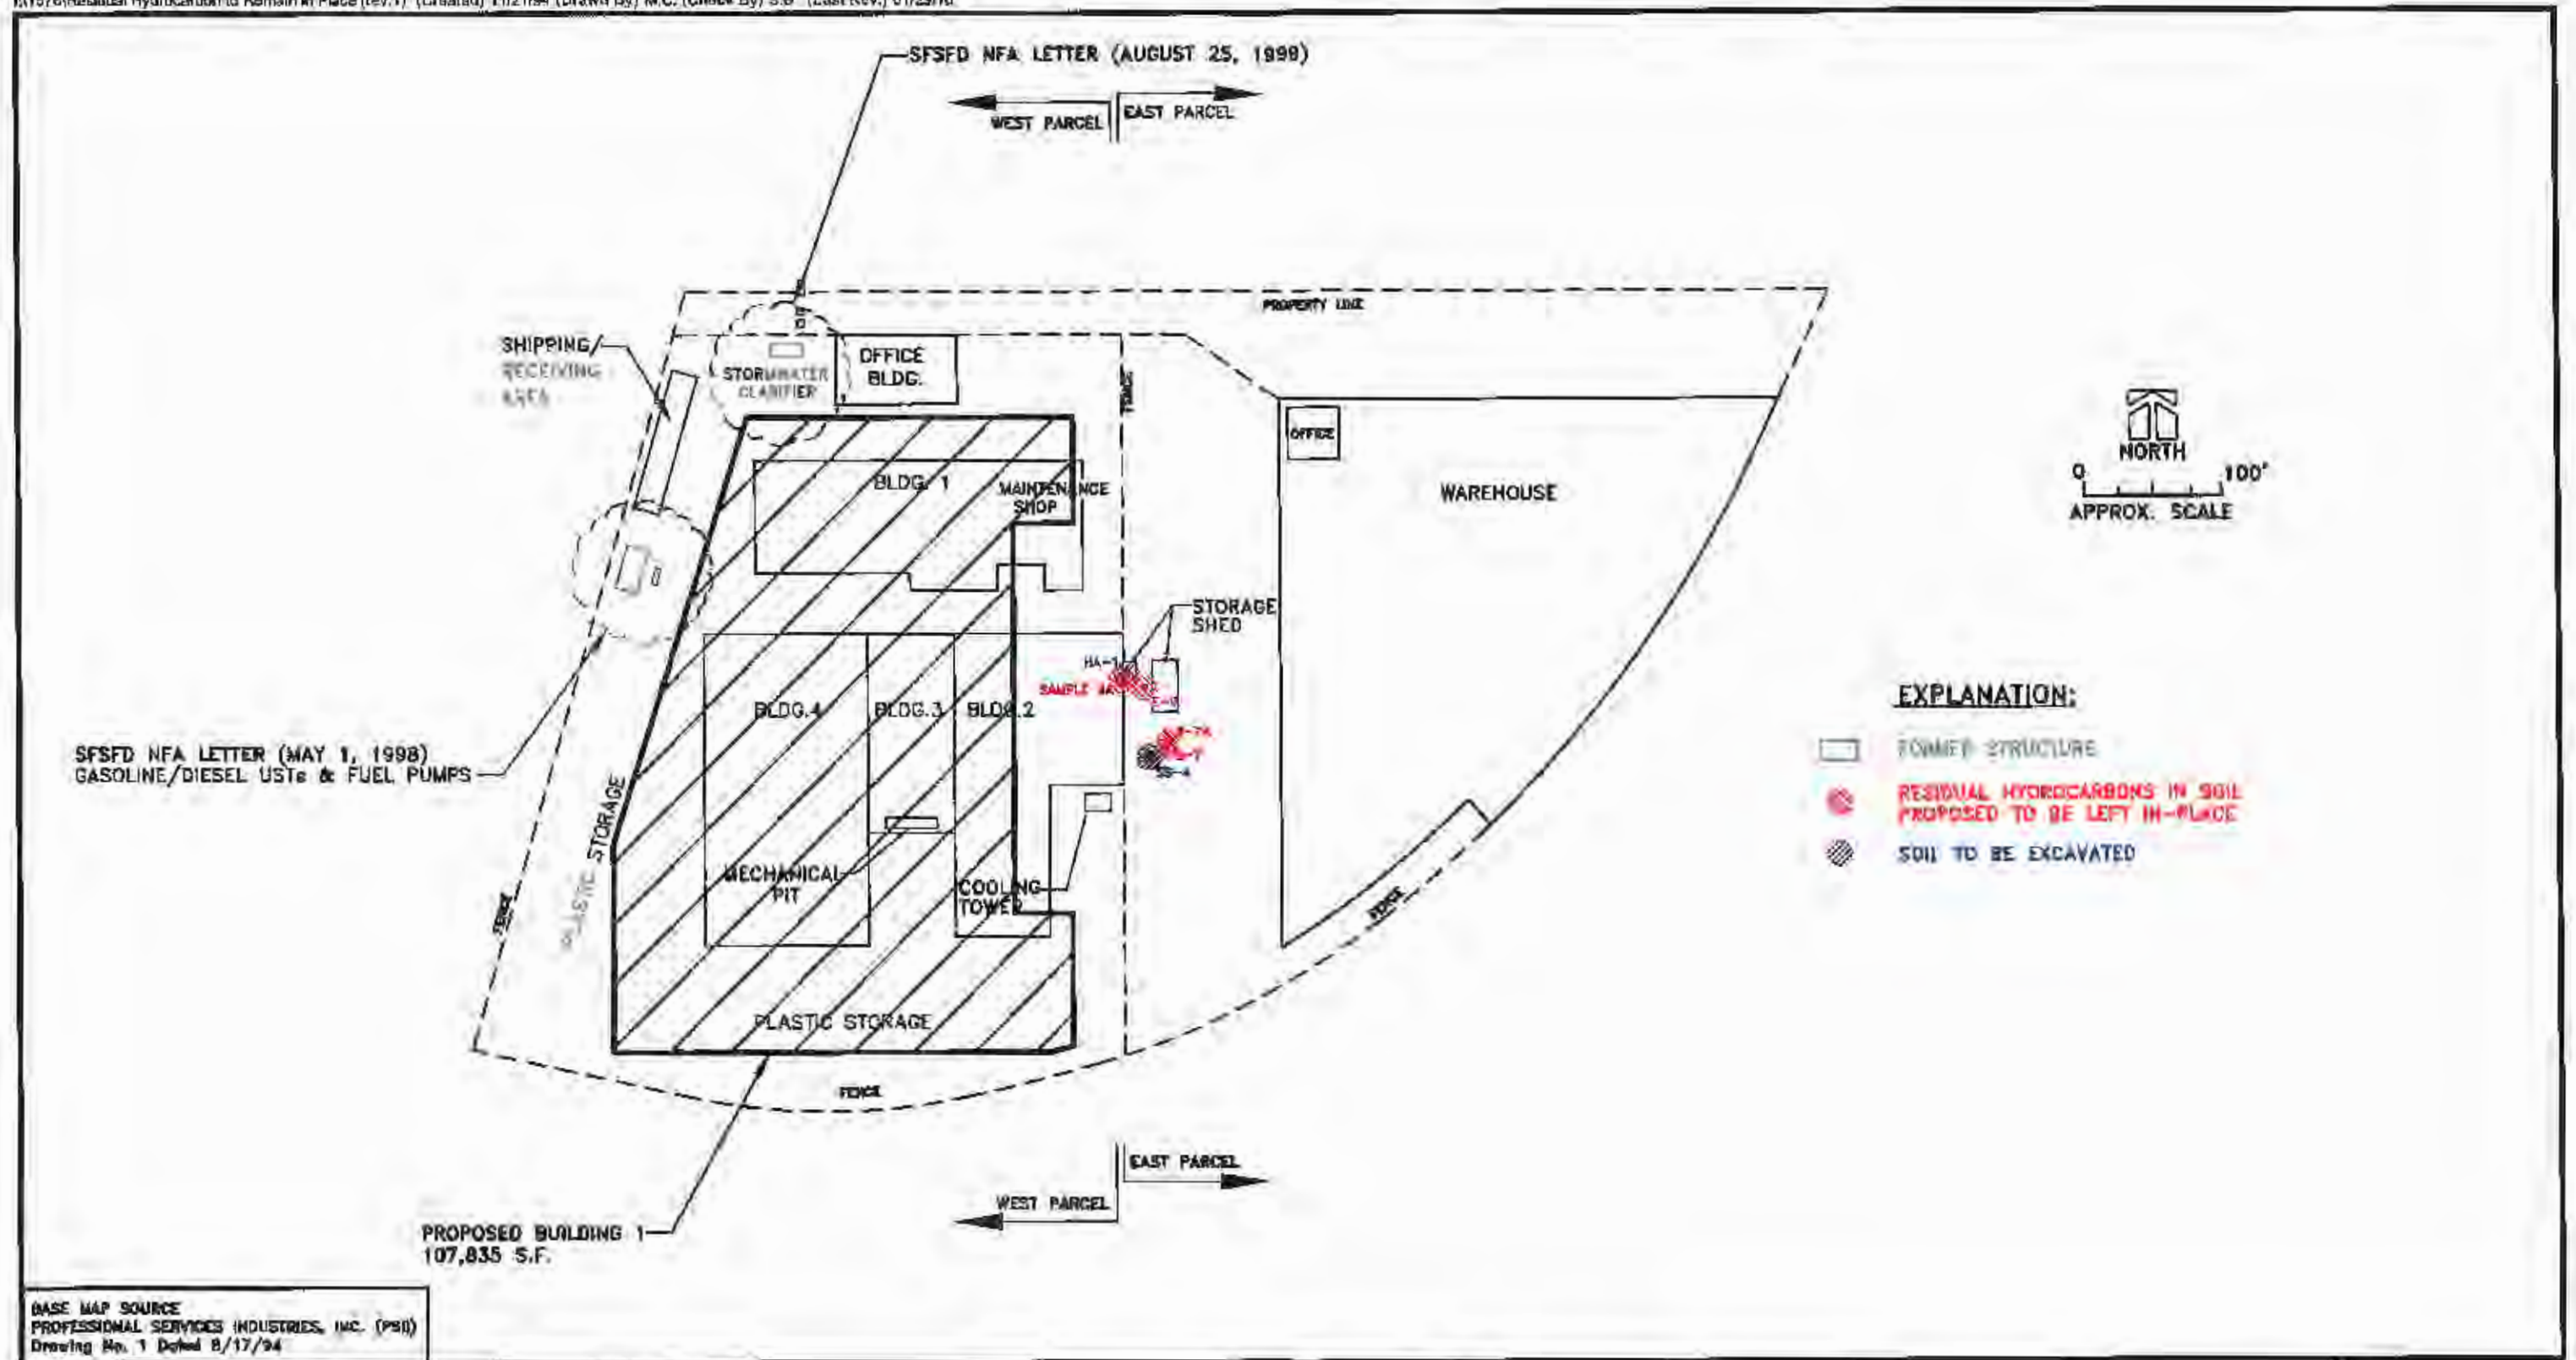 SFSFD NFA LETTER (AUGUST 25, 1999)
WEST PARCEL
EAST PARCEL
PROPERTY LINE
SHIPPING/
RECEIVING
AREA
STORMWATER
CLARIFIER
OFFICE
BLDG.
FENCE
OFFICE
WAREHOUSE
NORTH
0 100'
APPROX. SCALE
BLDG. 1
MAINTENANCE
SHOP
STORAGE
SHED
HA-1
SAMPLE
BLDG.4
BLDG.3
BLDG.2
SS-4
SFSFD NFA LETTER (MAY 1, 1998)
GASOLINE/DIESEL USTs & FUEL PUMPS
PLASTIC STORAGE
EXPLANATION:
FORMER STRUCTURE
RESIDUAL HYDROCARBONS IN SOIL
PROPOSED TO BE LEFT IN-PLACE
SOIL TO BE EXCAVATED
MECHANICAL
PIT
COOLING
TOWER
FENCE
FENCE
PLASTIC STORAGE
FENCE
EAST PARCEL
WEST PARCEL
PROPOSED BUILDING 1
107,835 S.F.
BASE MAP SOURCE
PROFESSIONAL SERVICES INDUSTRIES, INC. (PSI)
Drawing No. 1 Dated 8/17/94